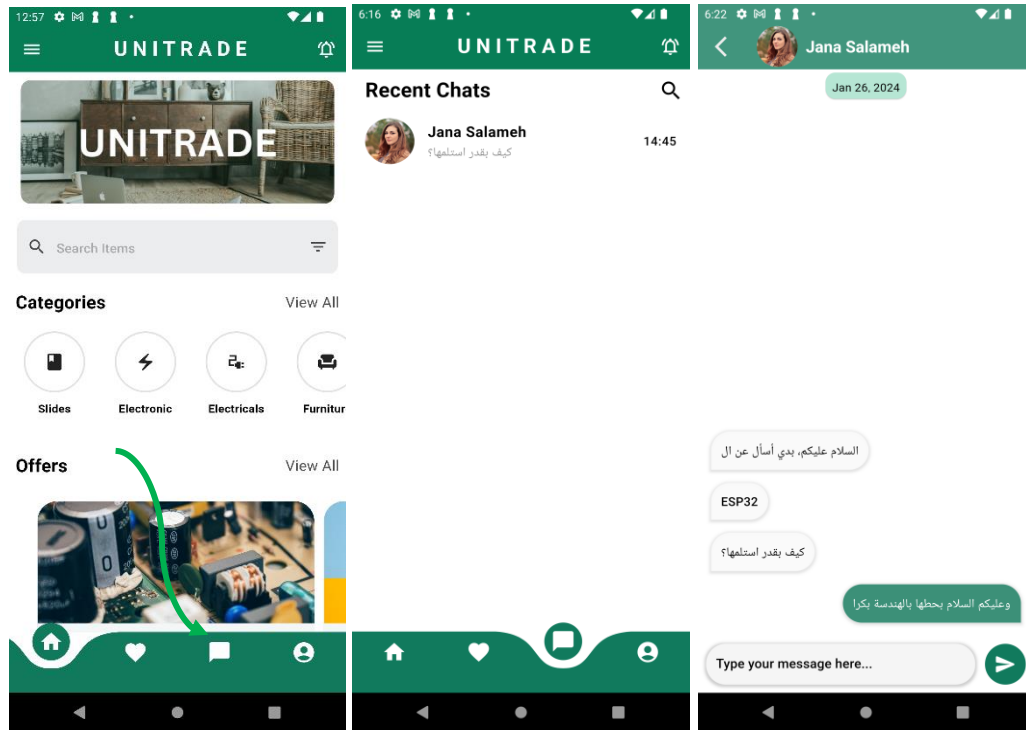 12:57
UNITRADE
UNITRADE
Search Items
Categories
View All
Slides
Electronic
Electricals
Furnitur
Offers
View All
6:16
UNITRADE
Recent Chats
Jana Salameh
كيف بقدر استلمها؟
14:45
6:22
Jana Salameh
Jan 26, 2024
السلام عليكم، بدي أسأل عن ال
ESP32
كيف بقدر استلمها؟
وعليكم السلام بحطها بالهندسة بكرا
Type your message here...